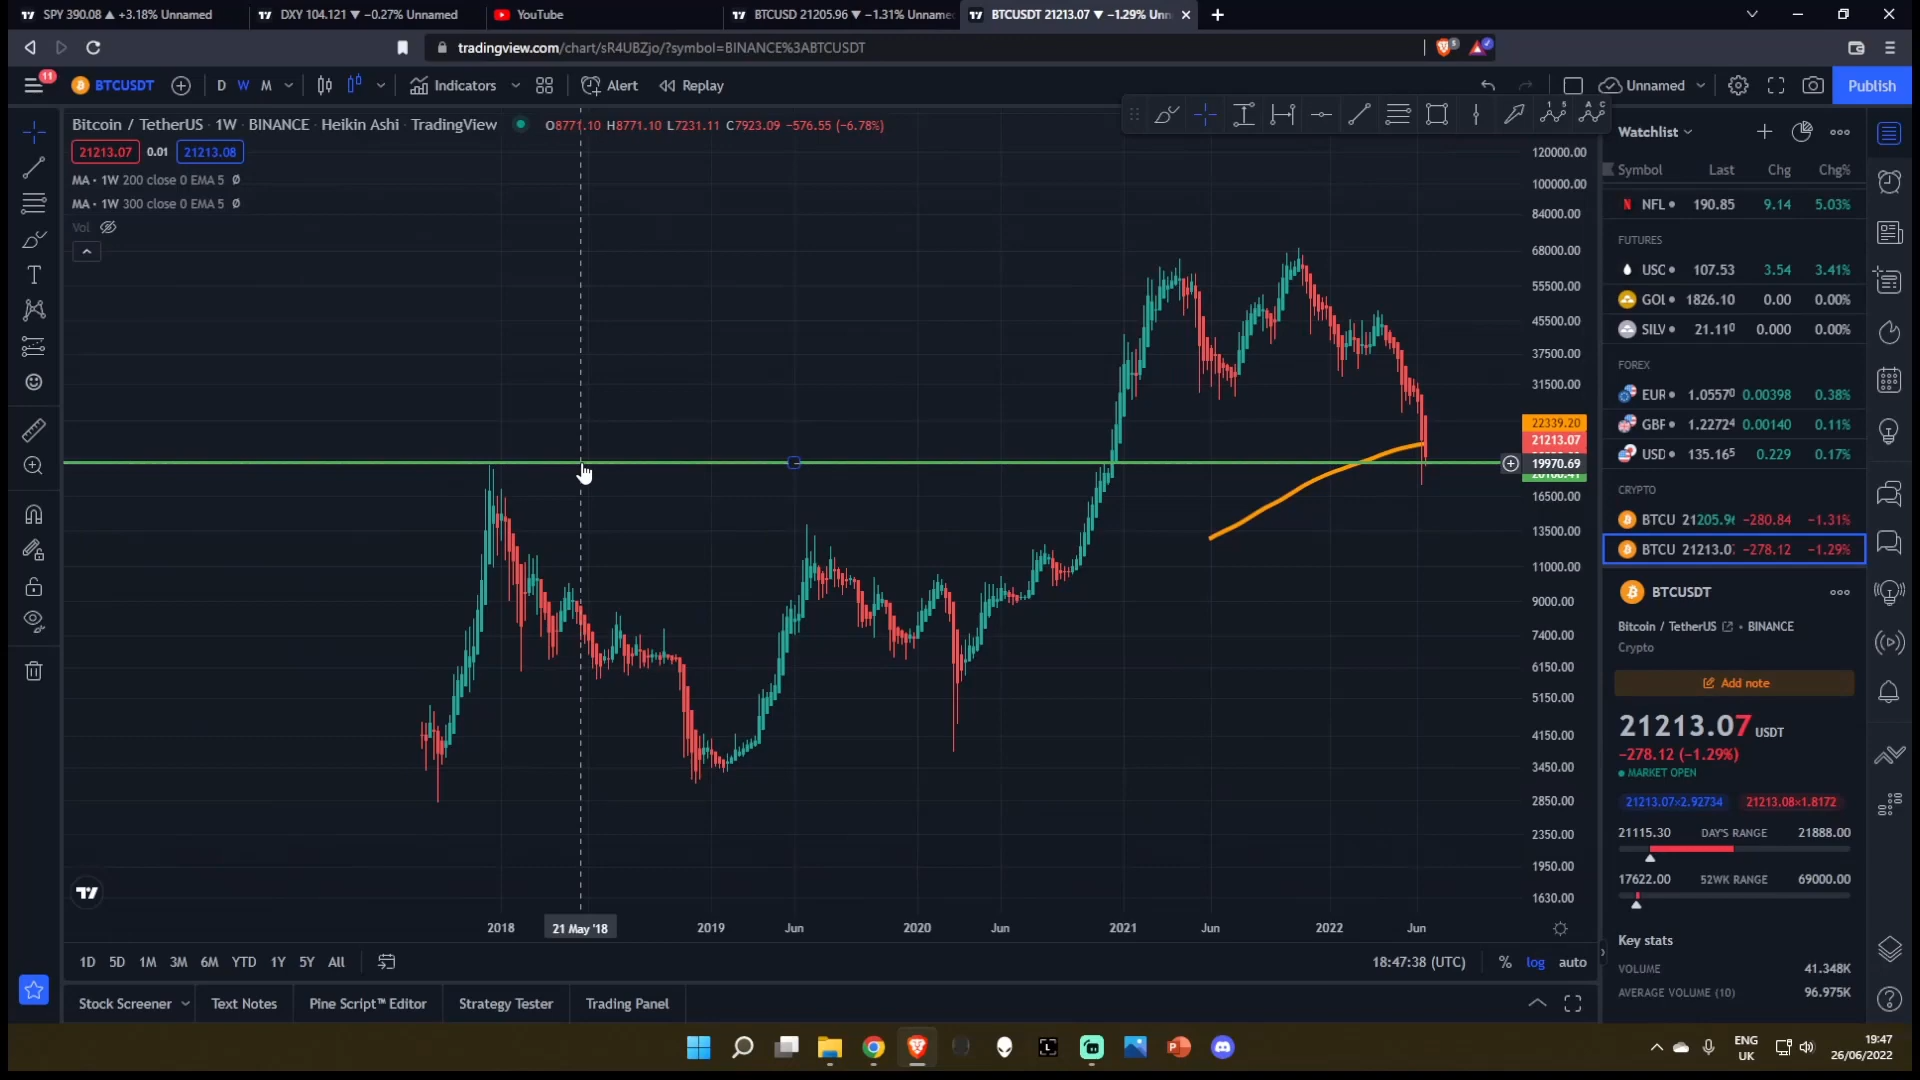 SPY 390.08 ▲ +3.18% Unnamed
DXY 104.121 ▼ −0.27% Unnamed
YouTube
BTCUSD 21205.96 ▼ −1.31% Unname
BTCUSDT 21213.07 ▼ −1.29% Unn
tradingview.com/chart/sR4UBZjo/?symbol=BINANCE%3ABTCUSDT
11
BTCUSDT
D W M
Indicators
Alert
Replay
Unnamed
Publish
Bitcoin / TetherUS · 1W · BINANCE · Heikin Ashi · TradingView
O8771.10 H8771.10 L7231.11 C7923.09 −576.55 (−6.78%)
21213.07 0.01 21213.08
MA · 1W 200 close 0 EMA 5 Ø
MA · 1W 300 close 0 EMA 5 Ø
Vol
120000.00
100000.00
84000.00
68000.00
55500.00
45500.00
37500.00
31500.00
22339.20
21213.07
19970.69
16500.00
13500.00
11000.00
9000.00
7400.00
6150.00
5150.00
4150.00
3450.00
2850.00
2350.00
1950.00
1630.00
2018
21 May '18
2019
Jun
2020
Jun
2021
Jun
2022
Jun
1D 5D 1M 3M 6M YTD 1Y 5Y All
18:47:38 (UTC)
% log auto
Stock Screener
Text Notes
Pine Script™ Editor
Strategy Tester
Trading Panel
Watchlist
Symbol Last Chg Chg%
NFL 190.85 9.14 5.03%
FUTURES
USC 107.53 3.54 3.41%
GOL 1826.10 0.00 0.00%
SILV 21.110 0.000 0.00%
FOREX
EUR 1.05570 0.00398 0.38%
GBF 1.22724 0.00140 0.11%
USD 135.165 0.229 0.17%
CRYPTO
BTCU 21205.96 −280.84 −1.31%
BTCU 21213.0 −278.12 −1.29%
BTCUSDT
Bitcoin / TetherUS • BINANCE
Crypto
Add note
21213.07 USDT
−278.12 (−1.29%)
MARKET OPEN
21213.07×2.92734 21213.08×1.8172
21115.30 DAY'S RANGE 21888.00
17622.00 52WK RANGE 69000.00
Key stats
VOLUME 41.348K
AVERAGE VOLUME (10) 96.975K
ENG
UK
19:47
26/06/2022